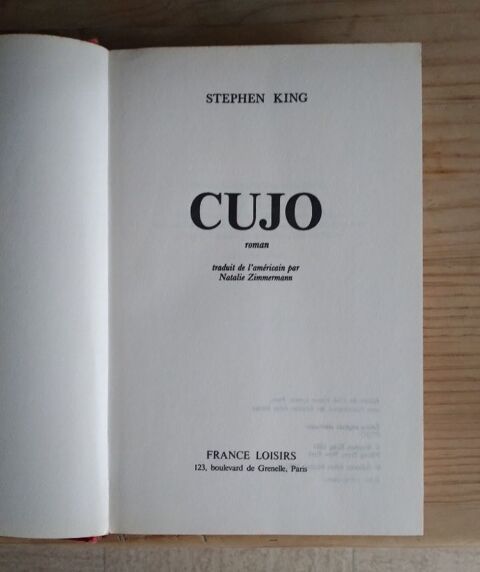 STEPHEN KING
CUJO
roman
traduit de l'américain par
Natalie Zimmermann
FRANCE LOISIRS
123, boulevard de Grenelle, Paris